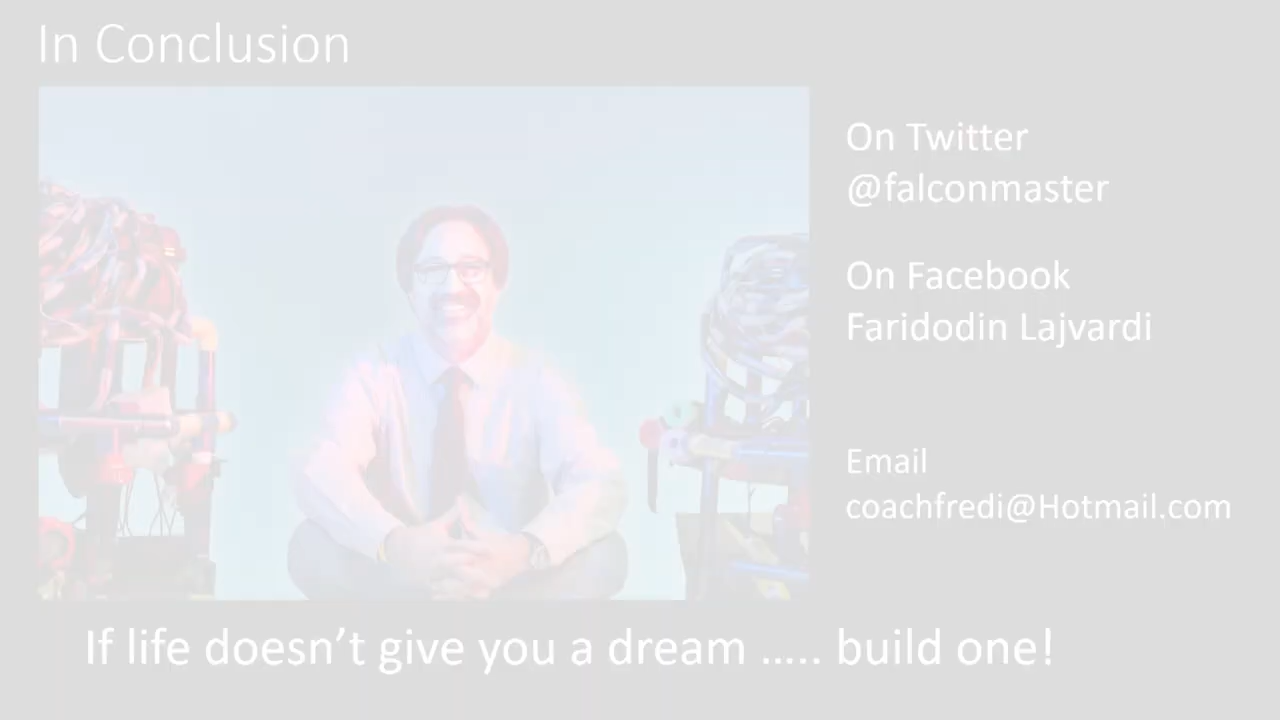 In Conclusion
On Twitter
@falconmaster
On Facebook
Faridodin Lajvardi
Email
coachfredi@Hotmail.com
If life doesn't give you a dream ..... build one!